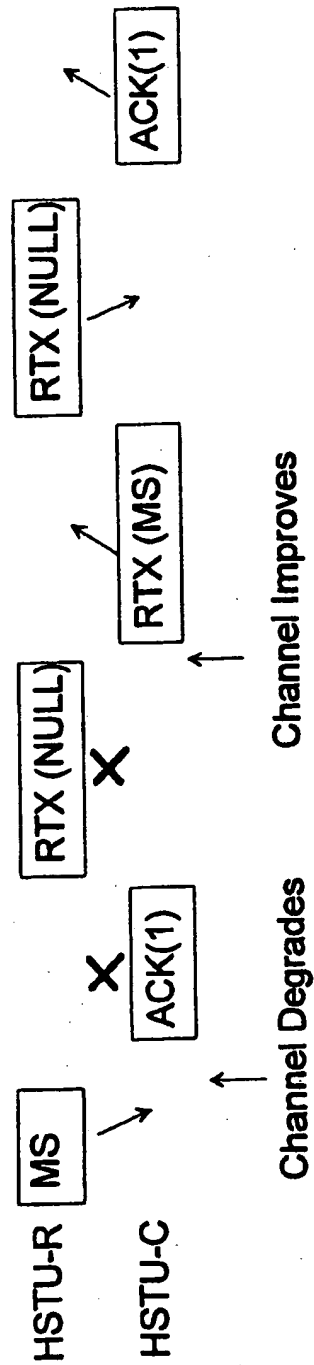 HSTU-R MS RTX (NULL) RTX (NULL)
X X
HSTU-C ACK(1) RTX (MS) ACK(1)
Channel Degrades Channel Improves